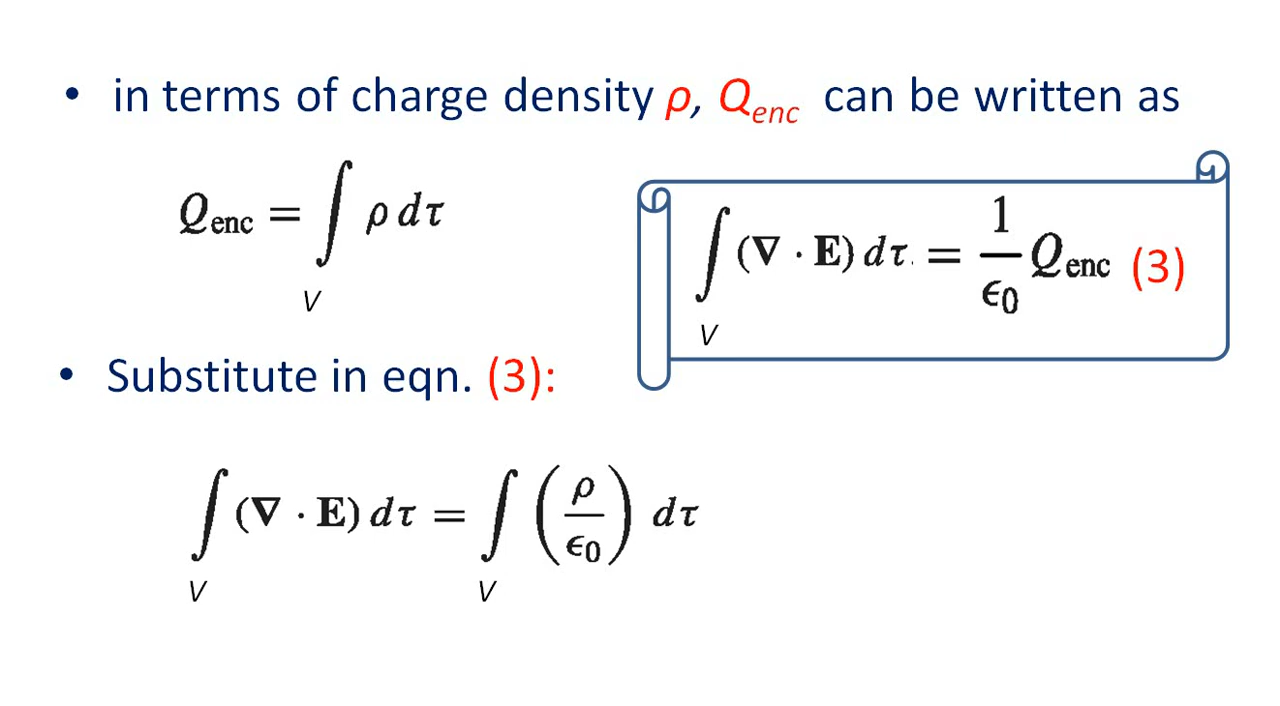 • in terms of charge density ρ, Q_enc can be written as
Q_enc = ∫_V ρ dτ
∫_V (∇ · E) dτ. = 1/ϵ₀ Q_enc (3)
• Substitute in eqn. (3):
∫_V (∇ · E) dτ = ∫_V (ρ/ϵ₀) dτ